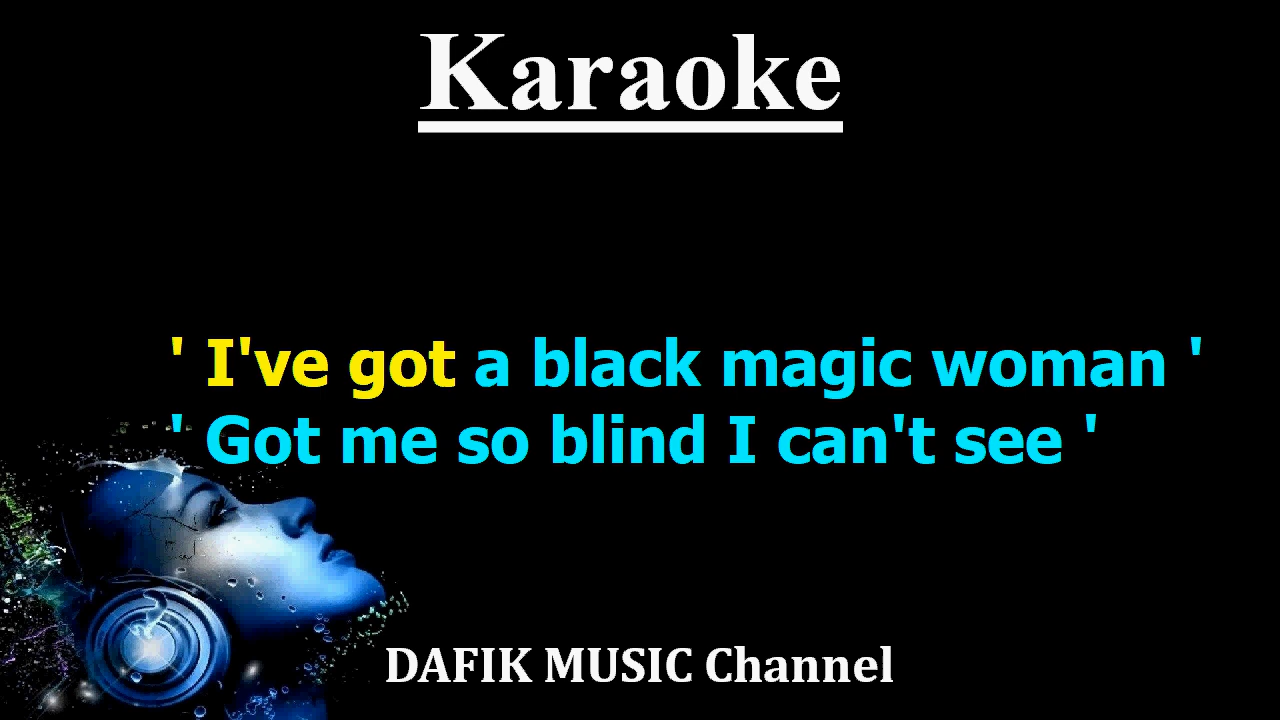 Karaoke
' I've got a black magic woman '
' Got me so blind I can't see '
DAFIK MUSIC Channel